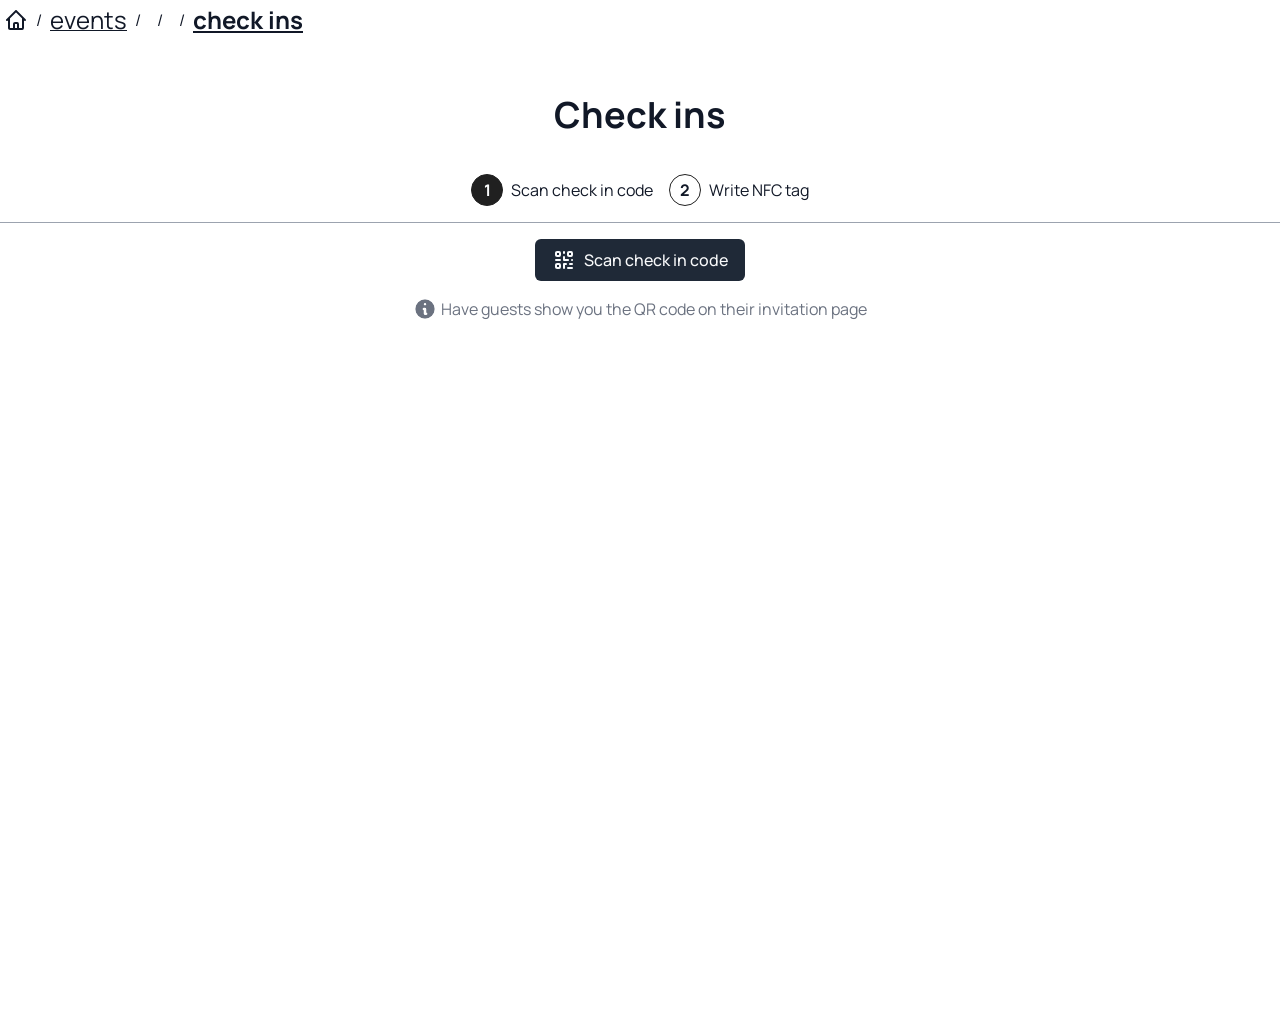 / events / / / check ins
Check ins
1 Scan check in code 2 Write NFC tag
Scan check in code
Have guests show you the QR code on their invitation page